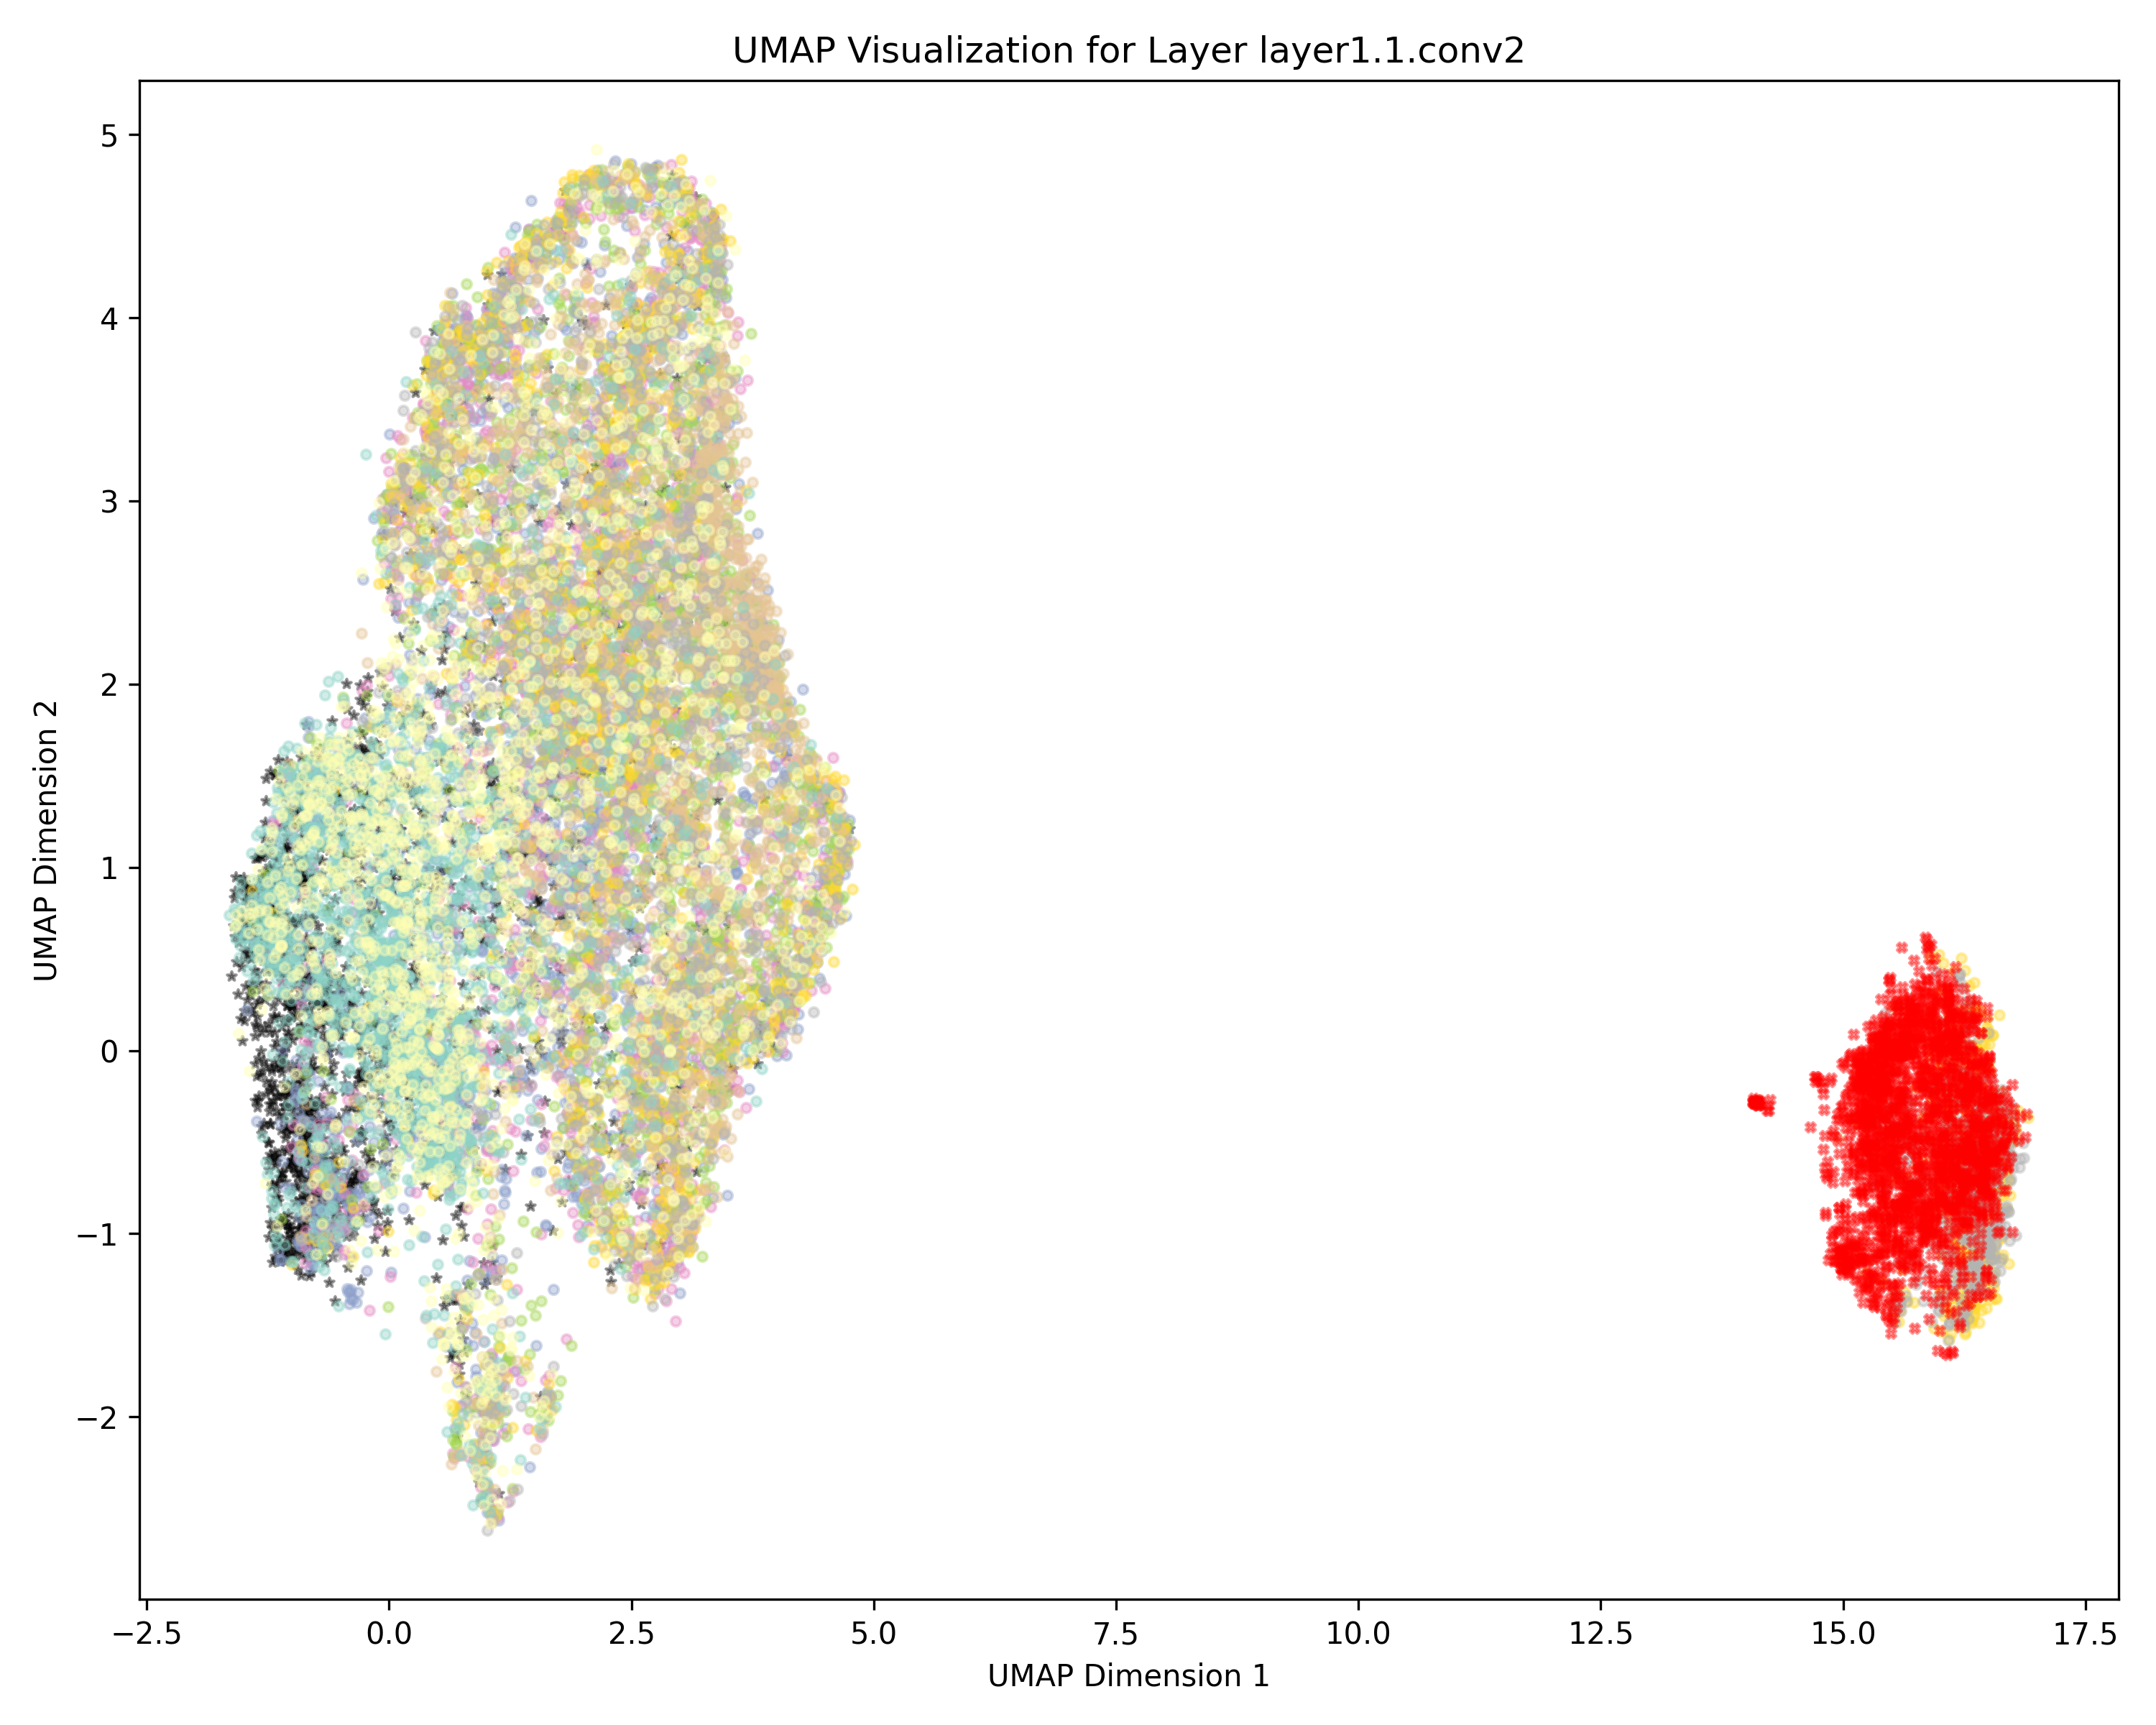 UMAP Visualization for Layer layer1.1.conv2
UMAP Dimension 2
5
4
3
2
1
0
−1
−2
−2.5 0.0 2.5 5.0 7.5 10.0 12.5 15.0 17.5
UMAP Dimension 1